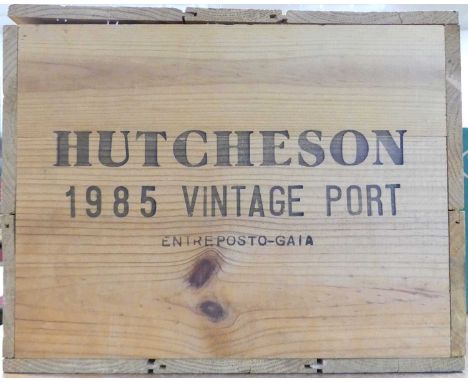 HUTCHESON
1985 VINTAGE PORT
ENTREPOSTO-GAIA